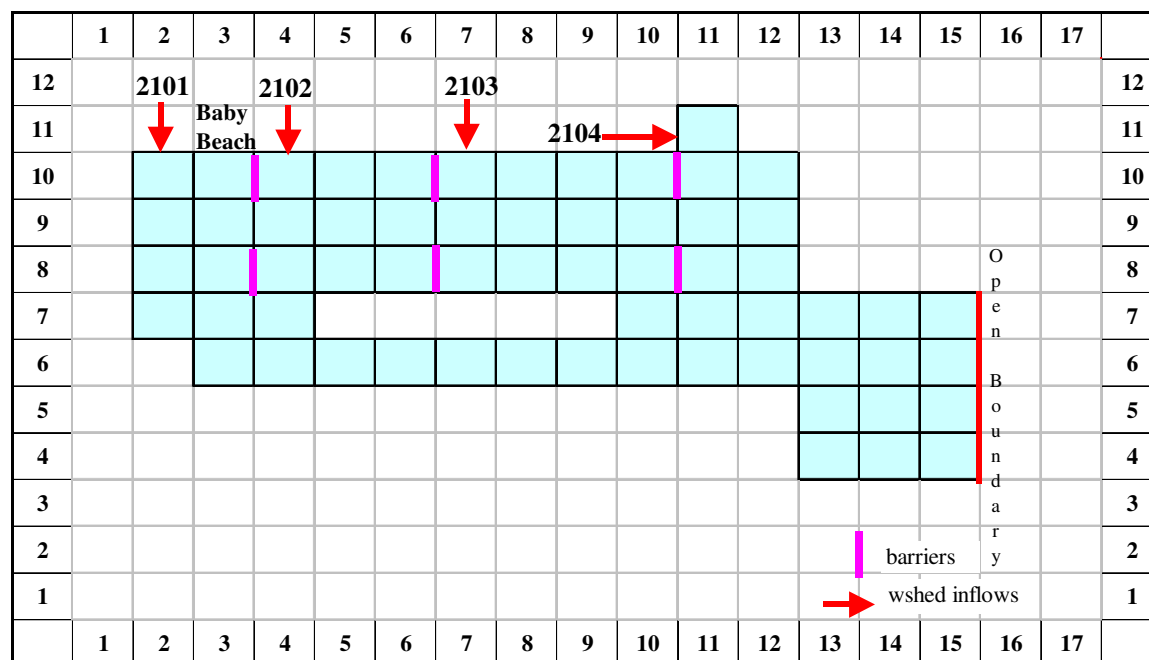 1 2 3 4 5 6 7 8 9 10 11 12 13 14 15 16 17
12 2101 2102 2103 12
11 Baby Beach 2104 11
10 10
9 9
8 8
7 7
6 6
5 5
4 4
3 3
2 barriers 2
1 wshed inflows 1
Open Boundary
1 2 3 4 5 6 7 8 9 10 11 12 13 14 15 16 17